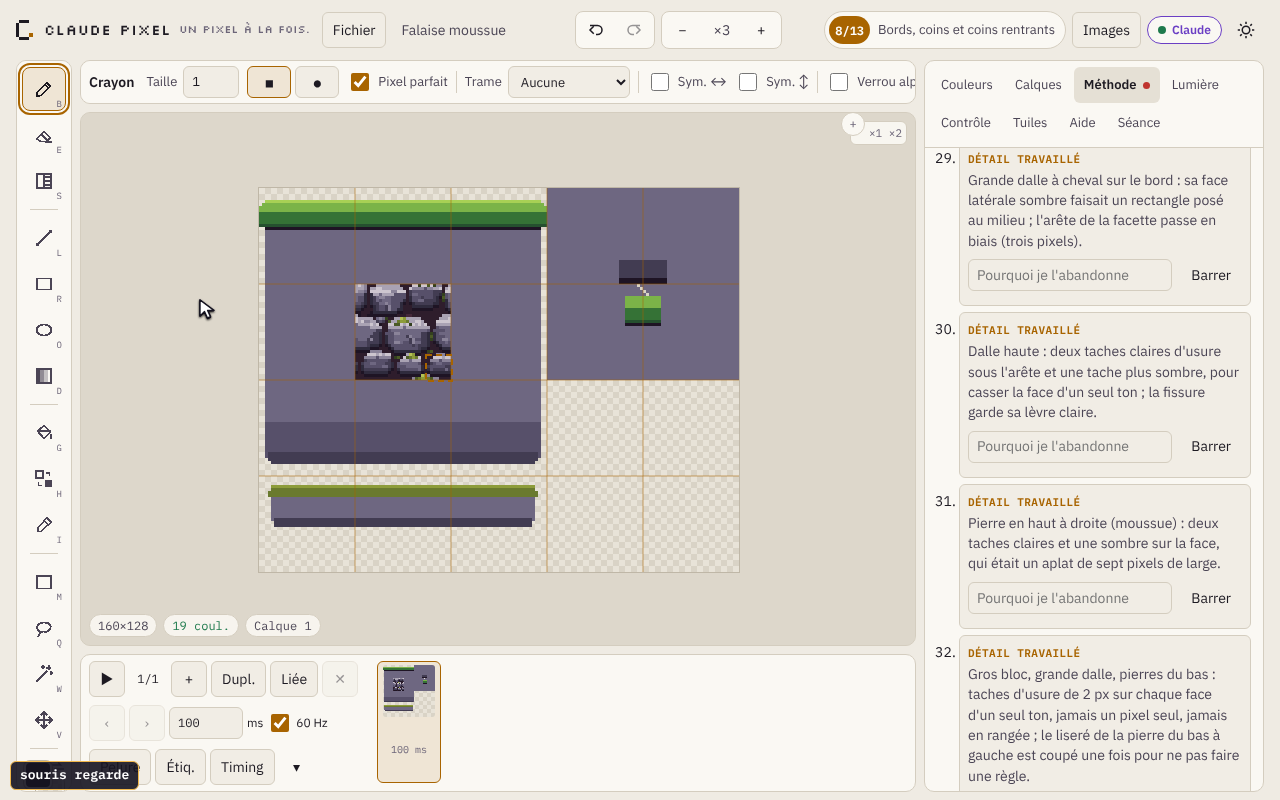 CLAUDE PIXEL
UN PIXEL À LA FOIS.
Fichier
Falaise moussue
− ×3 +
8/13 Bords, coins et coins rentrants
Images
Claude
Crayon Taille 1
Pixel parfait
Trame Aucune
Sym. ↔
Sym. ↕
Verrou alp
Couleurs
Calques
Méthode
Lumière
Contrôle
Tuiles
Aide
Séance
B
E
S
L
R
O
D
G
H
I
M
Q
W
V
+
×1 ×2
29. DÉTAIL TRAVAILLÉ
Grande dalle à cheval sur le bord : sa face
latérale sombre faisait un rectangle posé
au milieu ; l'arête de la facette passe en
biais (trois pixels).
Pourquoi je l'abandonne Barrer
30. DÉTAIL TRAVAILLÉ
Dalle haute : deux taches claires d'usure
sous l'arête et une tache plus sombre, pour
casser la face d'un seul ton ; la fissure
garde sa lèvre claire.
Pourquoi je l'abandonne Barrer
31. DÉTAIL TRAVAILLÉ
Pierre en haut à droite (moussue) : deux
taches claires et une sombre sur la face,
qui était un aplat de sept pixels de large.
Pourquoi je l'abandonne Barrer
32. DÉTAIL TRAVAILLÉ
Gros bloc, grande dalle, pierres du bas :
taches d'usure de 2 px sur chaque face
d'un seul ton, jamais un pixel seul, jamais
en rangée ; le liseré de la pierre du bas à
gauche est coupé une fois pour ne pas faire
une règle.
160×128
19 coul.
Calque 1
1/1 + Dupl. Liée ✕
‹ › 100 ms 60 Hz
Étiq. Timing ▼
100 ms
souris regarde